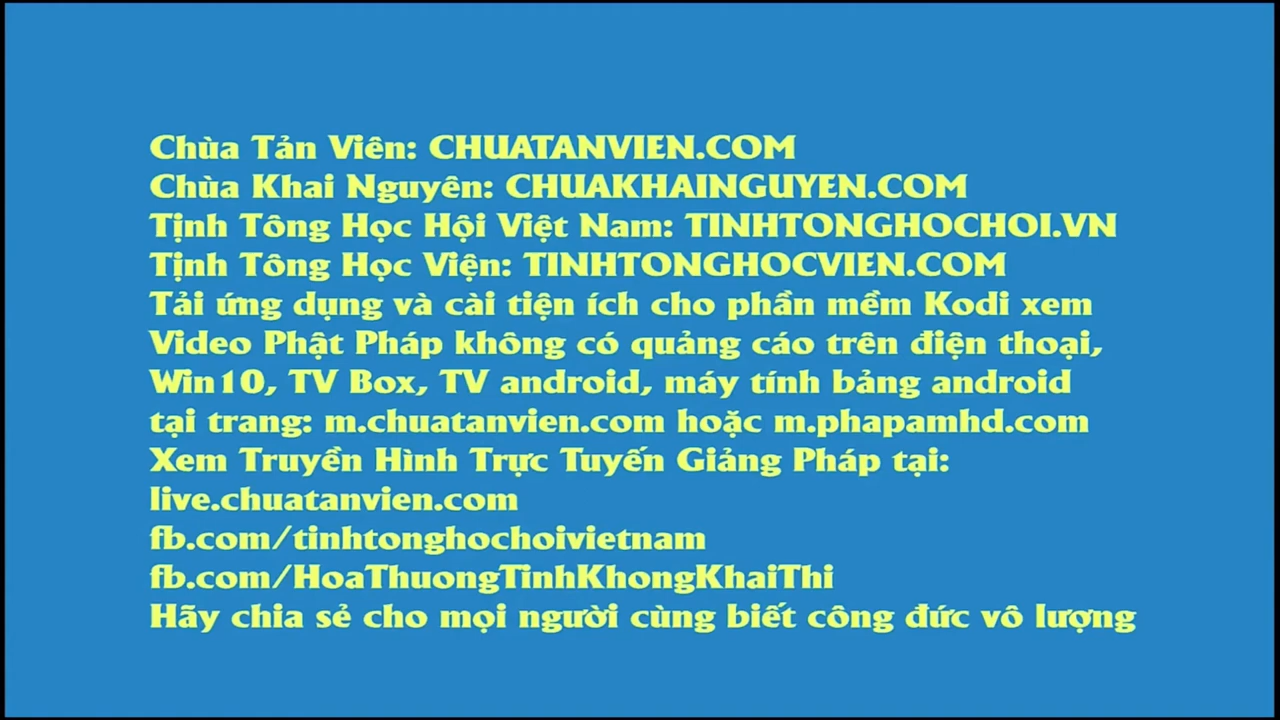 Chùa Tản Viên: CHUATANVIEN.COM
Chùa Khai Nguyên: CHUAKHAINGUYEN.COM
Tịnh Tông Học Hội Việt Nam: TINHTONGHOCHOI.VN
Tịnh Tông Học Viện: TINHTONGHOCVIEN.COM
Tải ứng dụng và cài tiện ích cho phần mềm Kodi xem
Video Phật Pháp không có quảng cáo trên điện thoại,
Win10, TV Box, TV android, máy tính bảng android
tại trang: m.chuatanvien.com hoặc m.phapamhd.com
Xem Truyền Hình Trực Tuyến Giảng Pháp tại:
live.chuatanvien.com
fb.com/tinhtonghochoivietnam
fb.com/HoaThuongTinhKhongKhaiThi
Hãy chia sẻ cho mọi người cùng biết công đức vô lượng